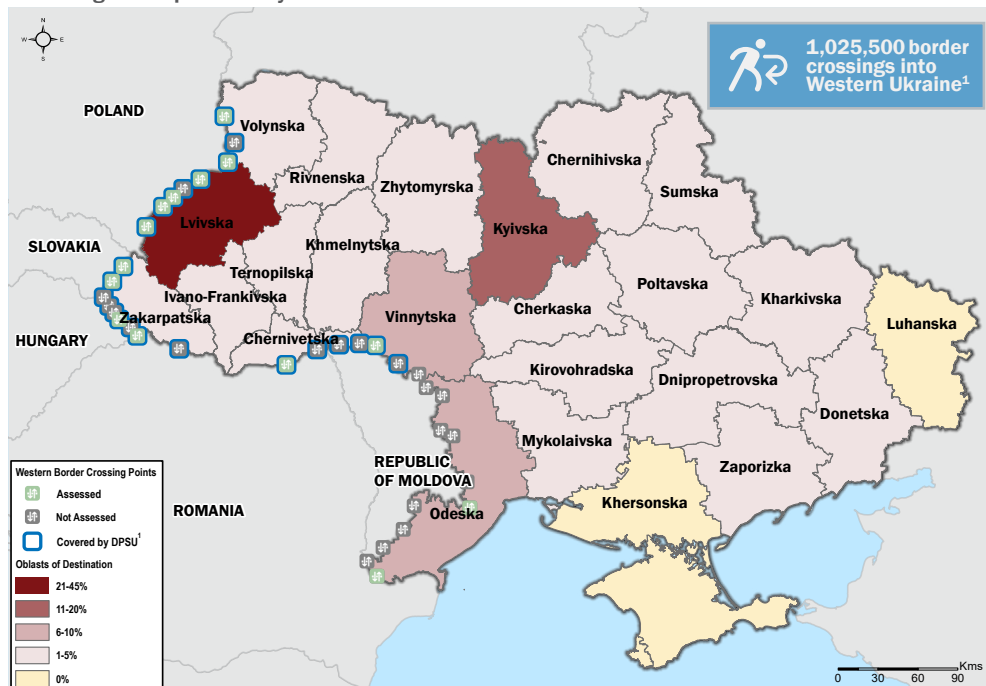 N
W
E
S
1,025,500 border
crossings into
Western Ukraine¹
POLAND
Volynska
Rivnenska
Zhytomyrska
Chernihivska
Sumska
Kyivska
Lvivska
SLOVAKIA
Khmelnytska
Ternopilska
Ivano-Frankivska
Zakarpatska
HUNGARY
Chernivetska
Vinnytska
Cherkaska
Poltavska
Kharkivska
Luhanska
Kirovohradska
Dnipropetrovska
Donetska
Mykolaivska
Zaporizka
REPUBLIC
OF MOLDOVA
Khersonska
ROMANIA
Odeska
Western Border Crossing Points
Assessed
Not Assessed
Covered by DPSU¹
Oblasts of Destination
21-45%
11-20%
6-10%
1-5%
0%
Kms
0 30 60 90